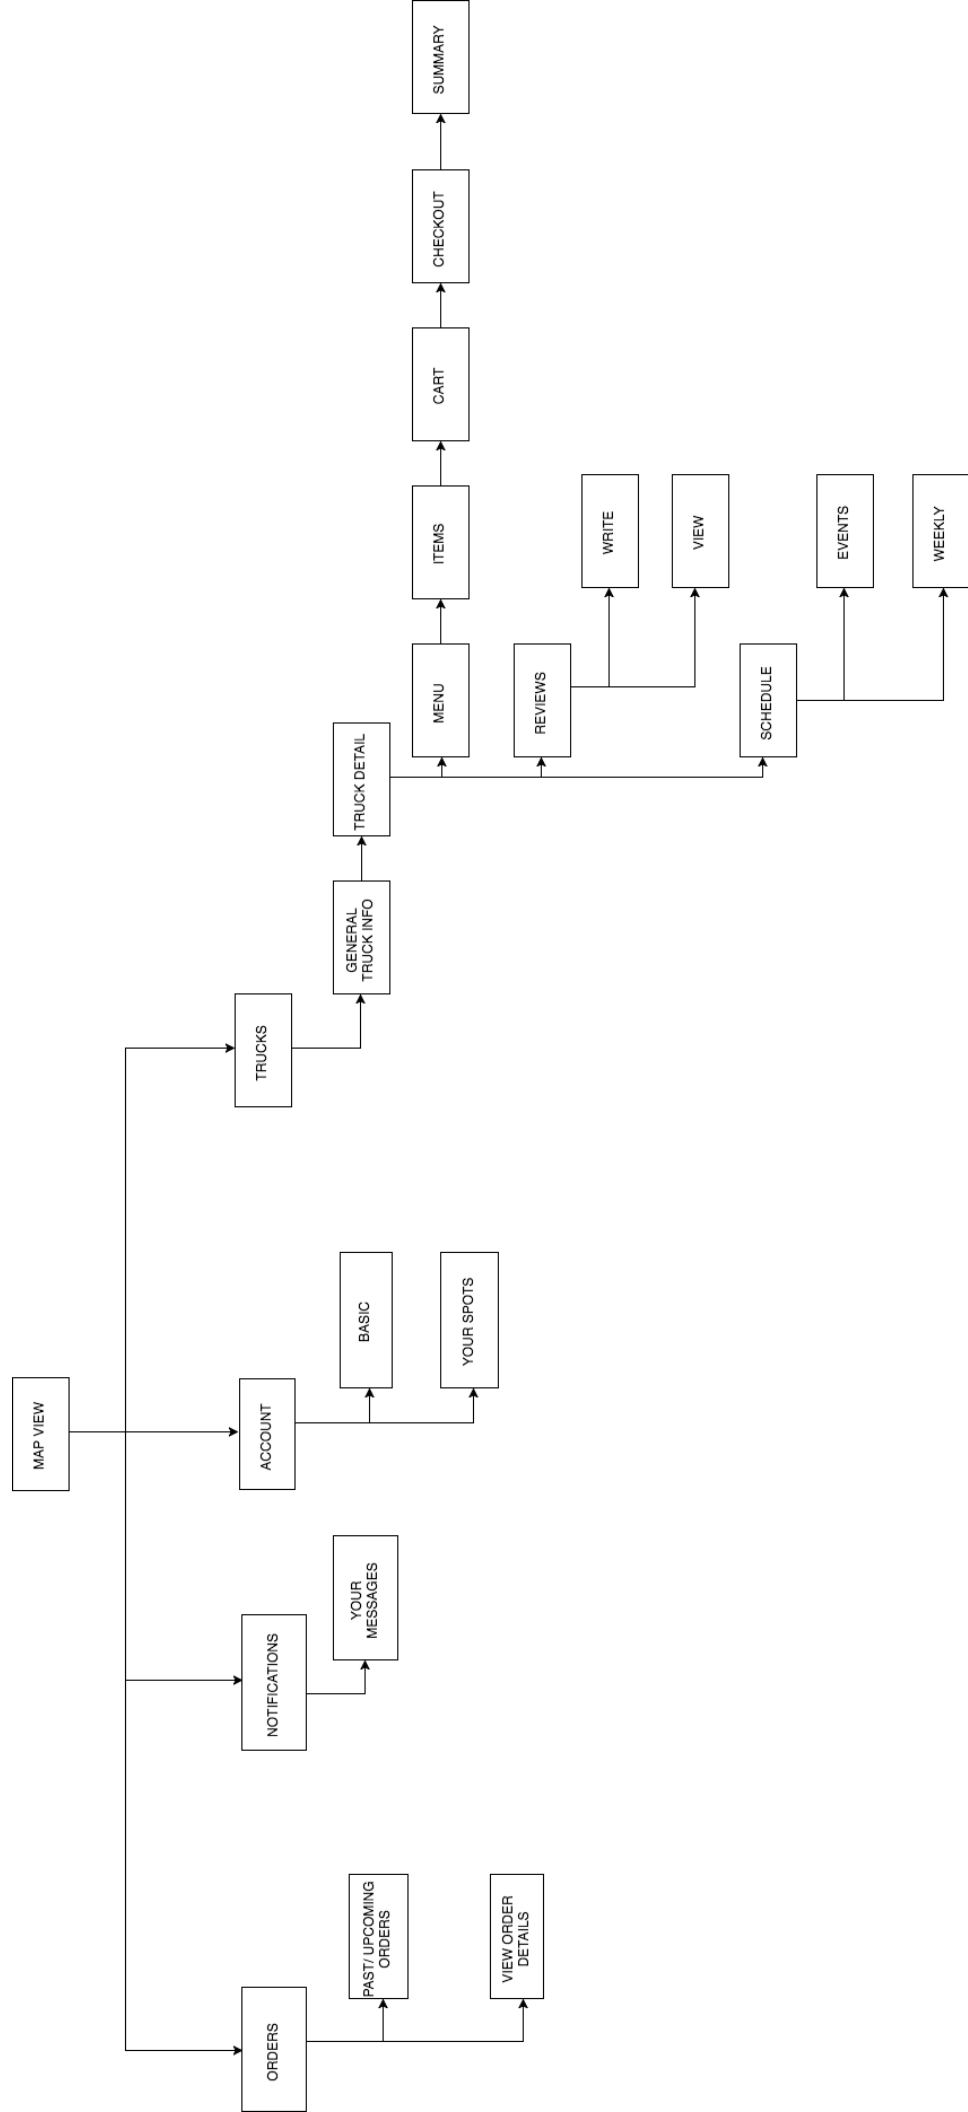 MAP VIEW
ORDERS
NOTIFICATIONS
ACCOUNT
TRUCKS
PAST/ UPCOMING
ORDERS
VIEW ORDER
DETAILS
YOUR
MESSAGES
BASIC
YOUR SPOTS
GENERAL
TRUCK INFO
TRUCK DETAIL
MENU
ITEMS
CART
CHECKOUT
SUMMARY
REVIEWS
WRITE
VIEW
SCHEDULE
EVENTS
WEEKLY